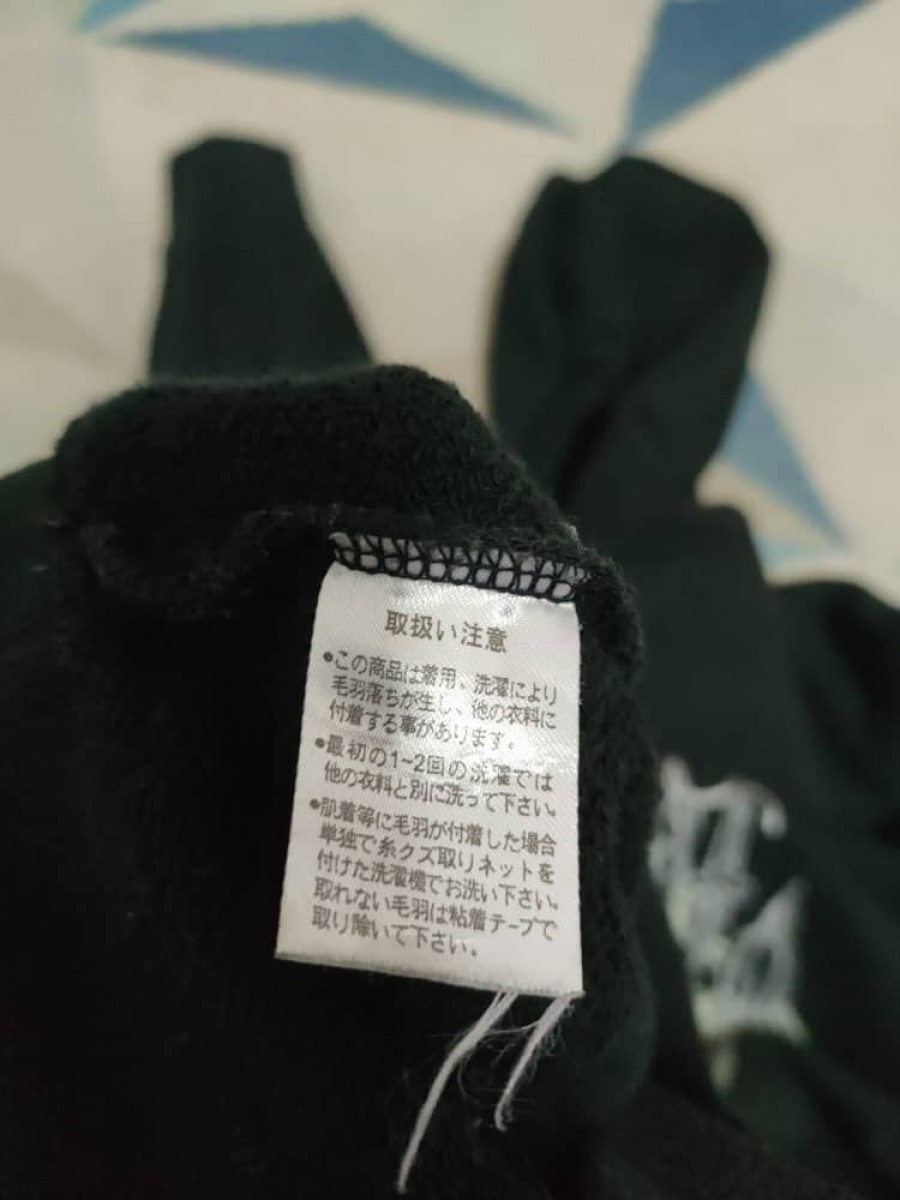 取扱い注意
●この商品は着用、洗濯により
毛羽落ちが生し、他の衣料に
付着する事があります。
●最初の1~2回の洗濯では
他の衣料と別に洗って下さい。
●肌着等に毛羽が付着した場合
単独で糸クズ取りネットを
付けた洗濯機でお洗い下さい。
取れない毛羽は粘着テープで
取り除いて下さい。